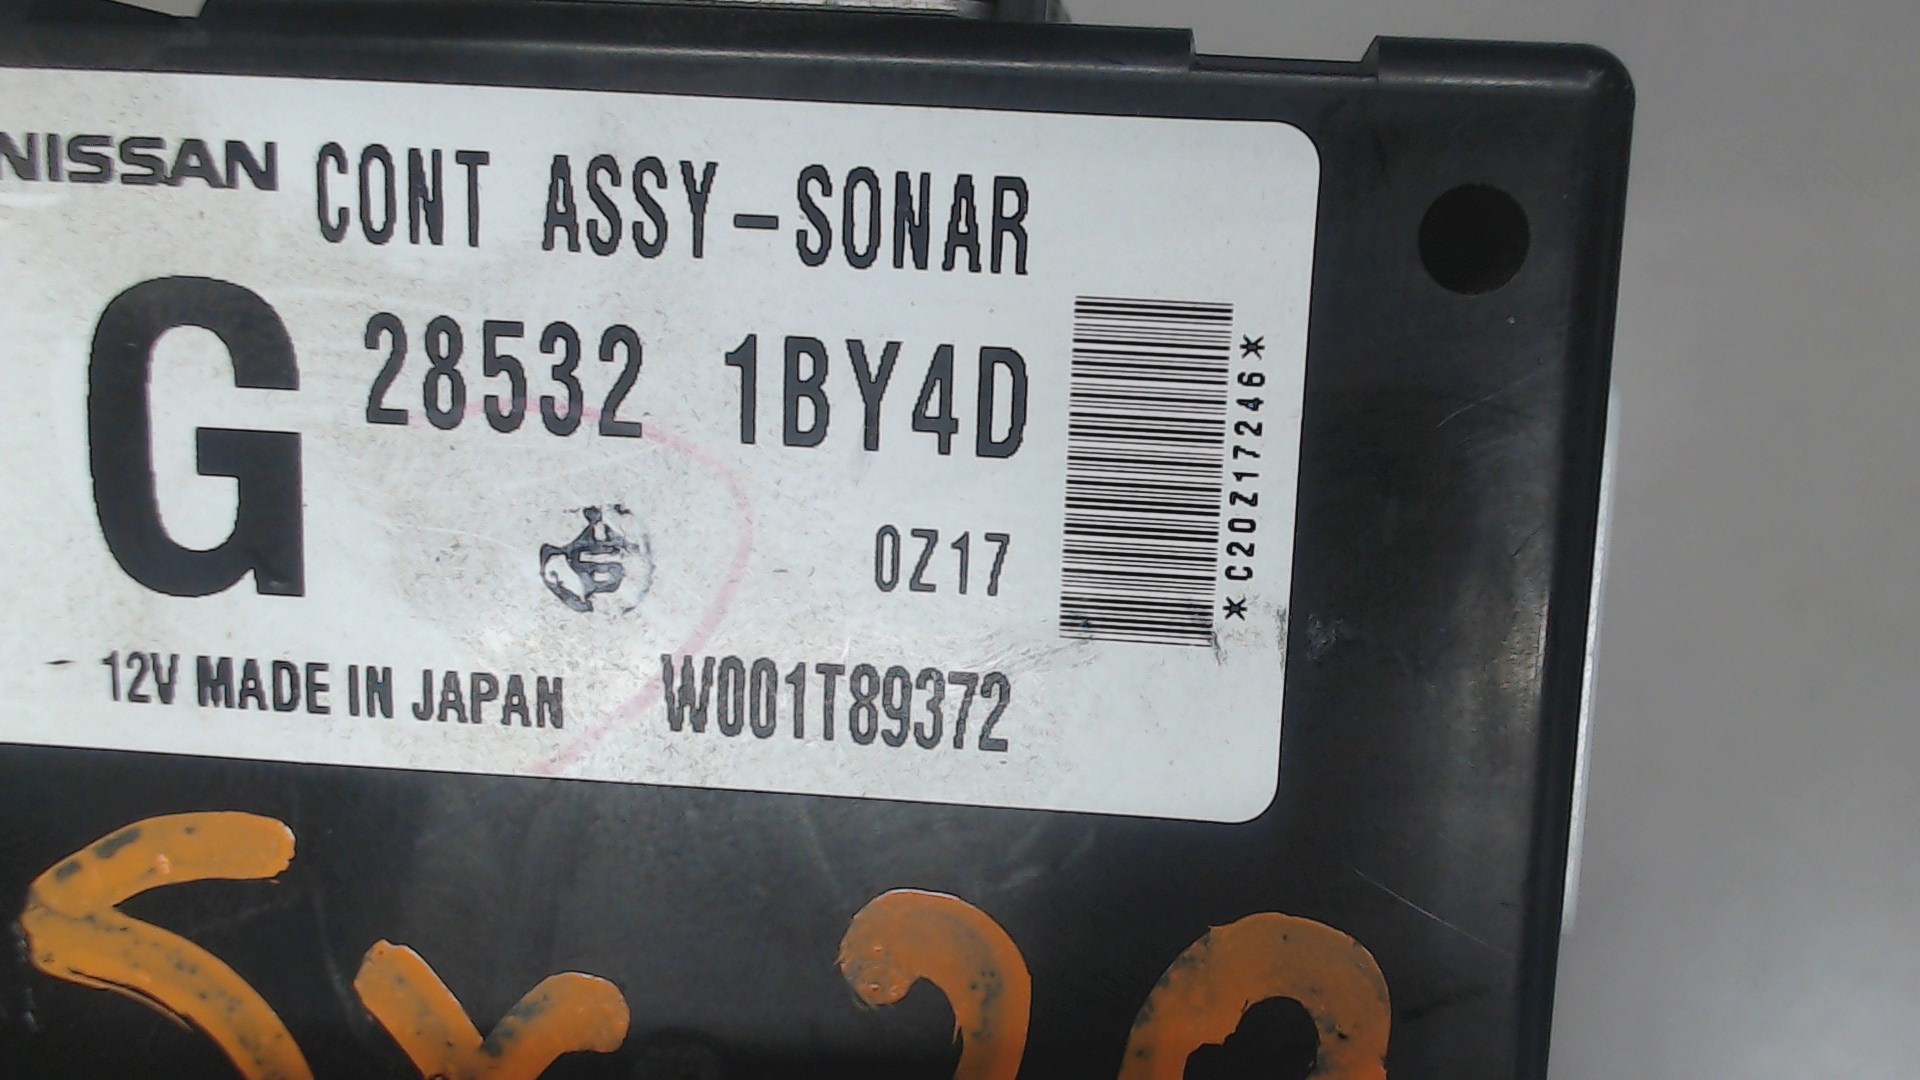 NISSAN CONT ASSY-SONAR
G 28532 1BY4D
0Z17
12V MADE IN JAPAN W001T89372
*C20Z17246*